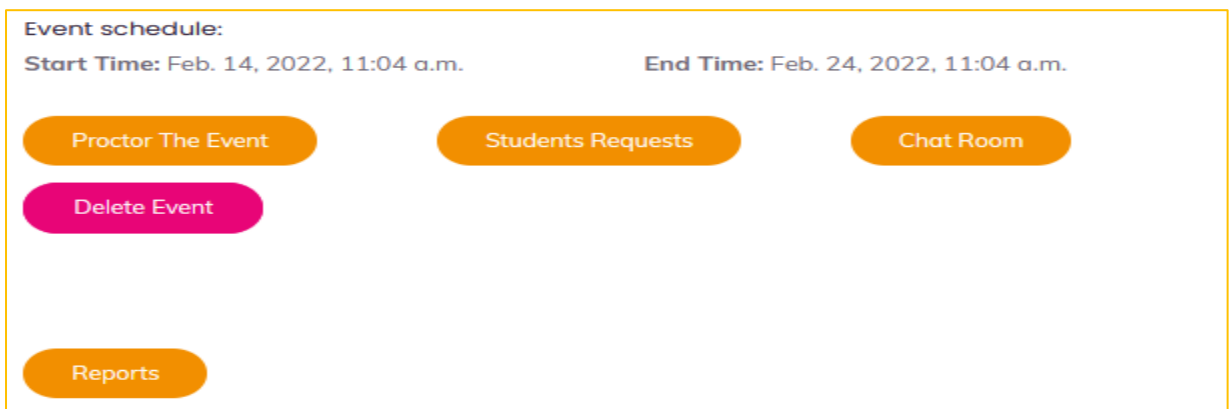 Event schedule:
Start Time: Feb. 14, 2022, 11:04 a.m. End Time: Feb. 24, 2022, 11:04 a.m.
Proctor The Event Students Requests Chat Room
Delete Event
Reports